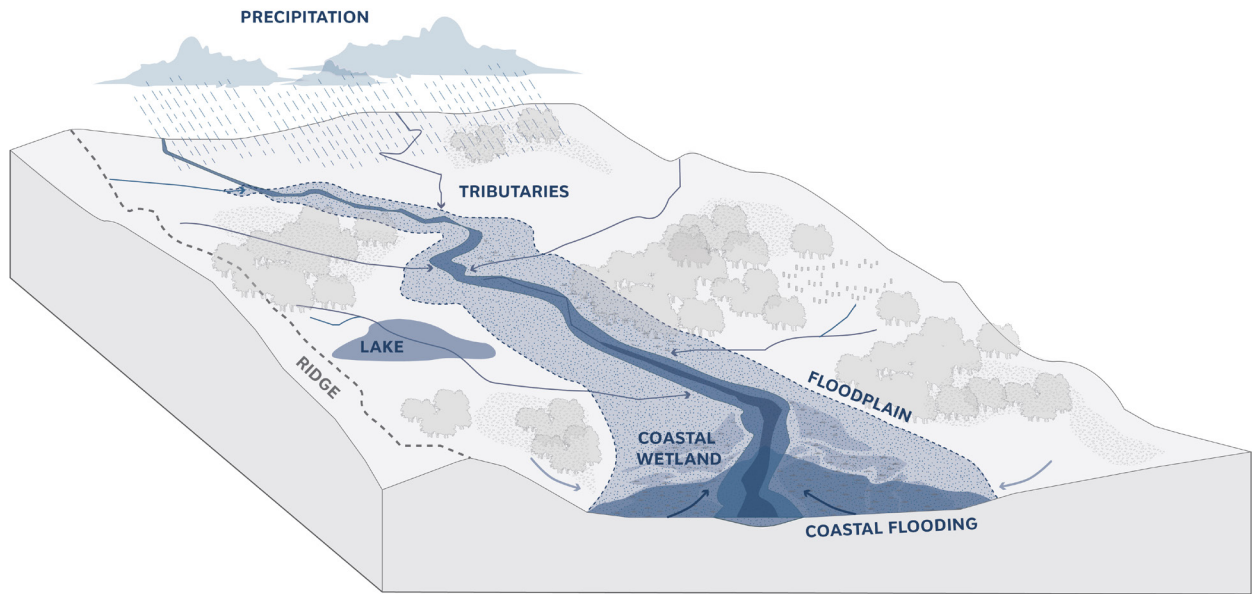 PRECIPITATION
TRIBUTARIES
LAKE
RIDGE
FLOODPLAIN
COASTAL
WETLAND
COASTAL FLOODING